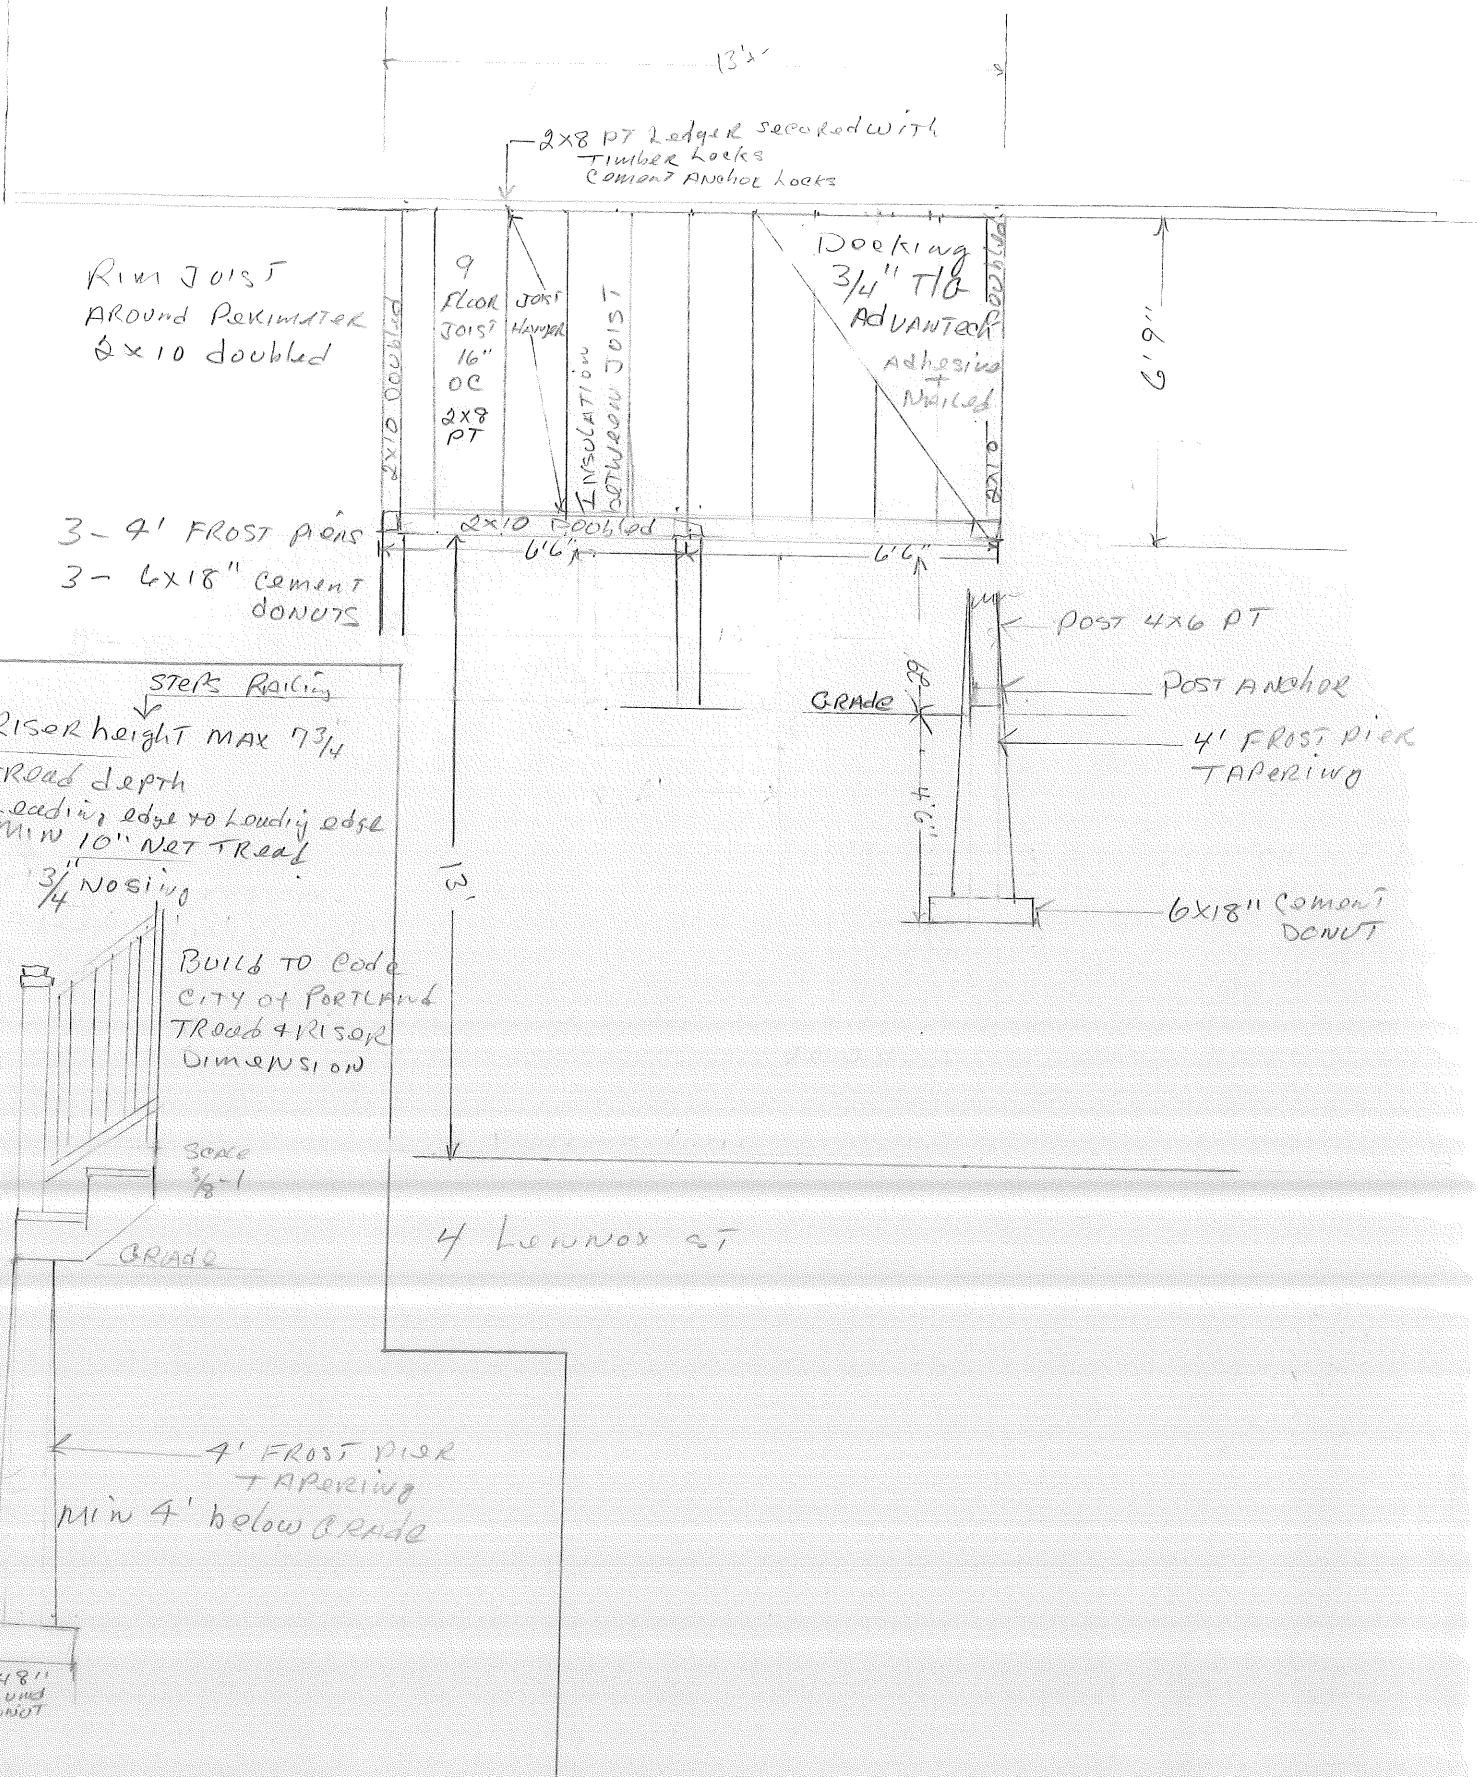 13'
2x8 PT Ledger secured with
Timber Locks
Cement Anchor Locks
Rim Joist
Around Perimater
2x10 doubled
2x10 Doubled
9
Floor
Joist
16"
OC
2x8
PT
Joist
Hanger
Insulation
between Joist
Decking
3/4" T/G
Advantech
Adhesive
+
Nailed
2x10 Doubled
6'9"
3- 4' Frost Piers
3- 6x18" Cement
donuts
2x10 Doubled
6'6"
6'6"
Post 4x6 PT
Post Anchor
Grade
4' Frost Pier
Tapering
4'6"
6x18" Cement
Donut
13'
Steps Railing
Riser height Max 7 3/4
Tread depth
Leading edge to Leadig edge
Min 10" Net Tread
3/4" Nosing
Build to Code
City of Portland
Tread & Riser
Dimension
Scale
3/8-1
Grade
4 Lennox St
4' Frost Pier
Tapering
Min 4' below Grade
48"